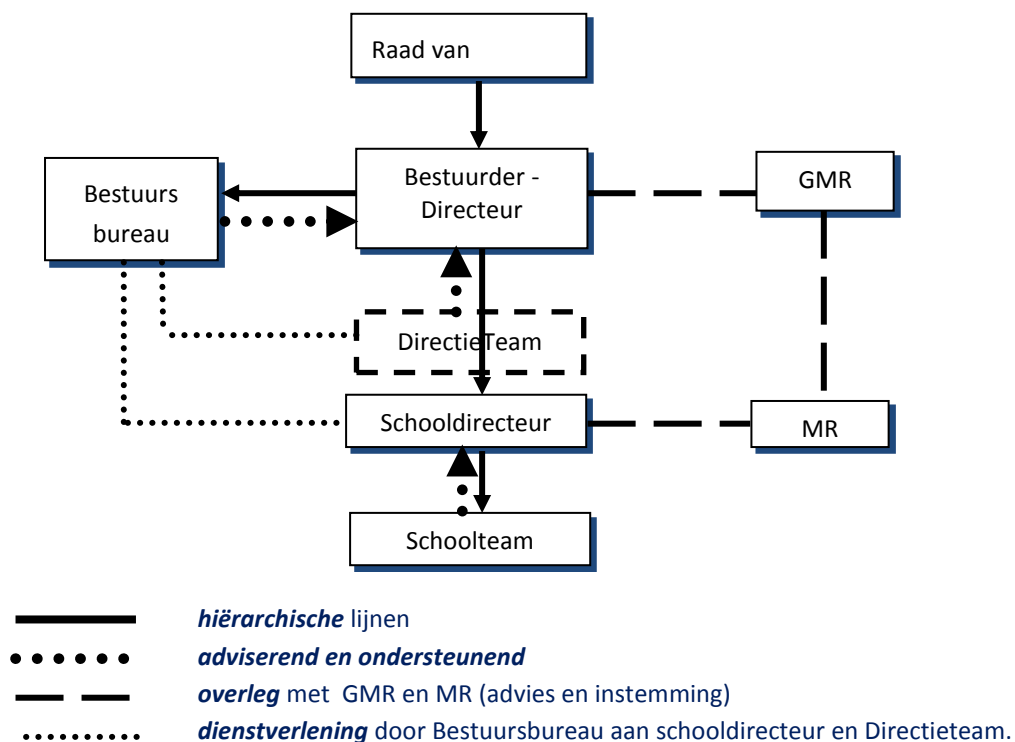 Raad van
Bestuurder -
Directeur
GMR
Bestuurs
bureau
DirectieTeam
Schooldirecteur
MR
Schoolteam
hiërarchische lijnen
adviserend en ondersteunend
overleg met GMR en MR (advies en instemming)
dienstverlening door Bestuursbureau aan schooldirecteur en Directieteam.